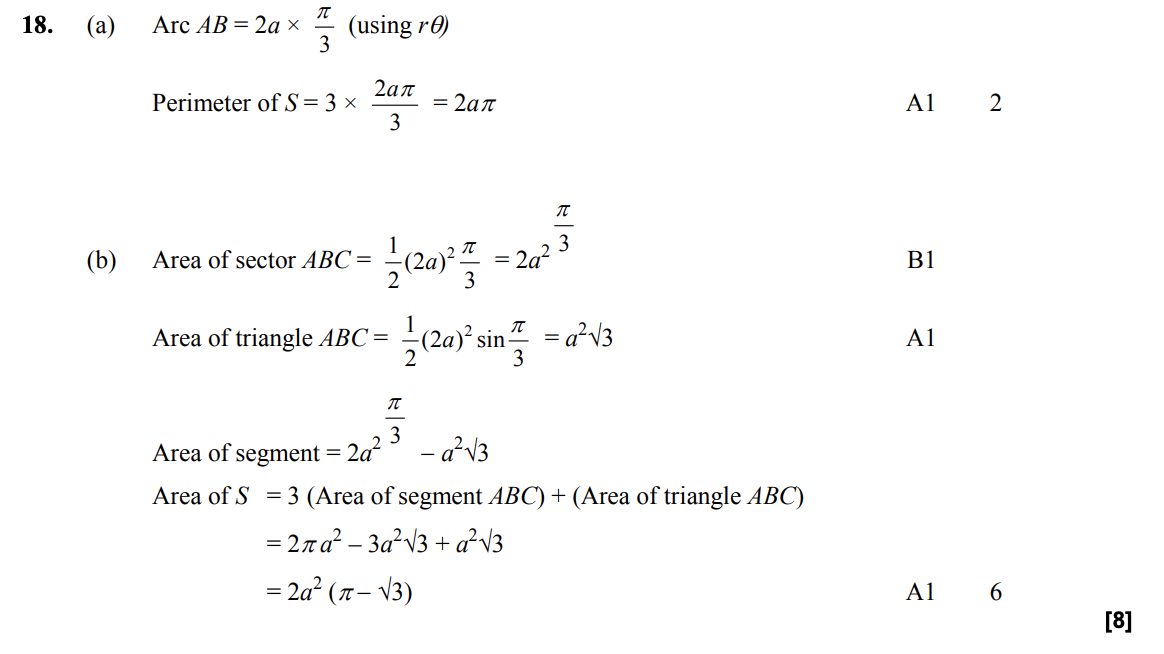 18. (a) Arc AB = 2a × π/3 (using rθ)
Perimeter of S = 3 × 2aπ/3 = 2aπ A1 2
(b) Area of sector ABC = 1/2(2a)² π/3 = 2a² π/3 B1
Area of triangle ABC = 1/2(2a)² sin π/3 = a²√3 A1
Area of segment = 2a² π/3 – a²√3
Area of S = 3 (Area of segment ABC) + (Area of triangle ABC)
= 2πa² – 3a²√3 + a²√3
= 2a² (π – √3) A1 6
[8]